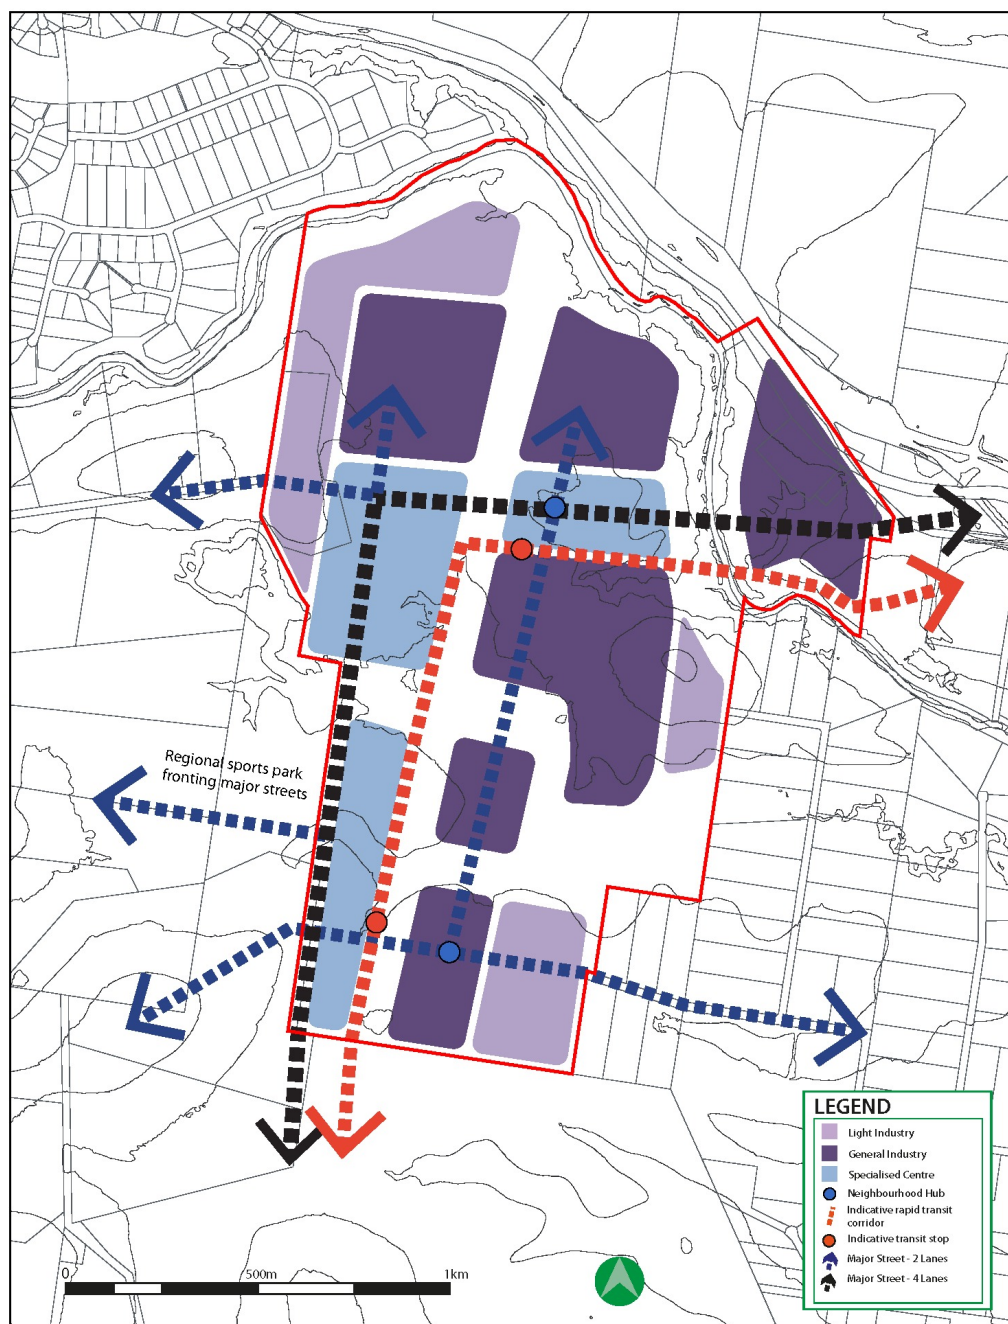 Regional sports park
fronting major streets
LEGEND
Light Industry
General Industry
Specialised Centre
Neighbourhood Hub
Indicative rapid transit
corridor
Indicative transit stop
Major Street - 2 Lanes
Major Street - 4 Lanes
0 500m 1km